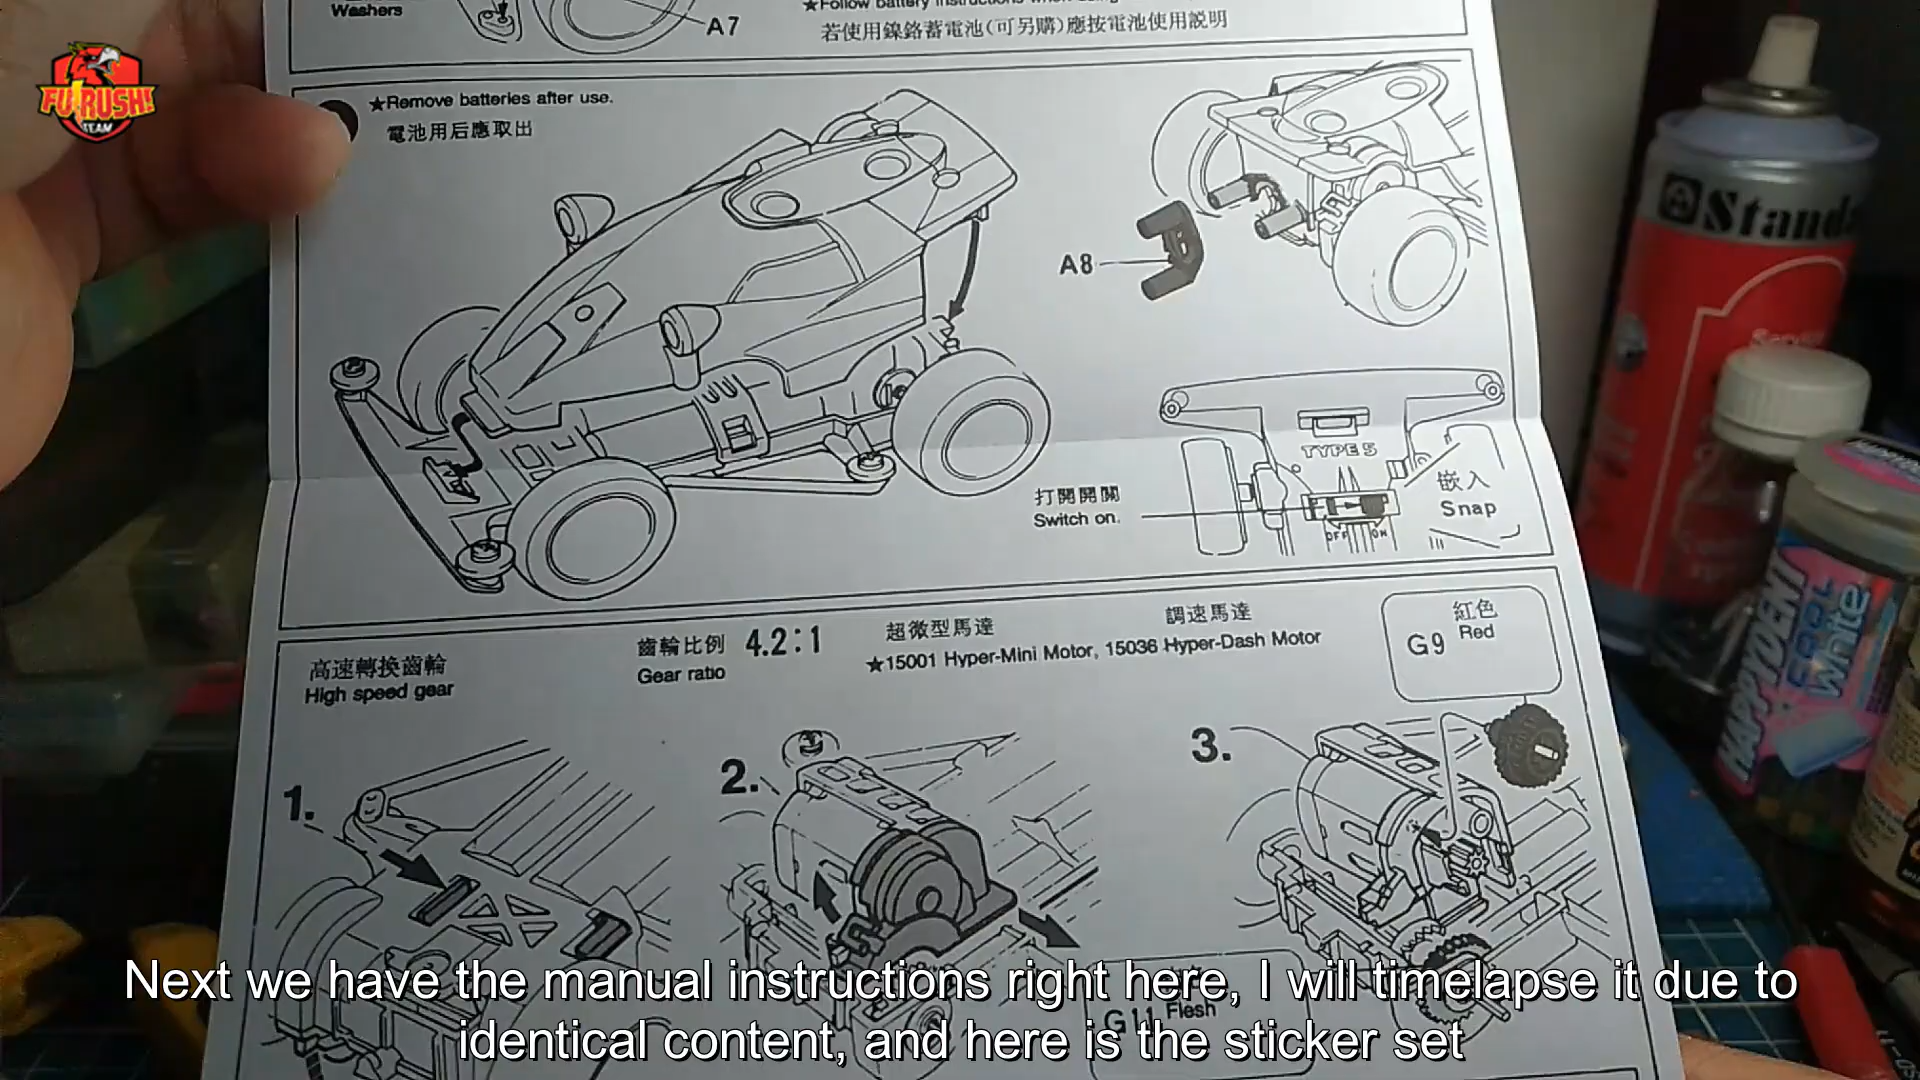 Washers
A7
★Follow battery instructions when using
若使用鎳鉻蓄電池(可另購)應按電池使用説明
FUTRUSH!
TEAM
★Remove batteries after use.
電池用后應取出
A8
TYPE 5
打開開關
Switch on.
嵌入
Snap
OFF
ON
高速轉换齒輪
High speed gear
齒輪比例 4.2:1
Gear ratio
超微型馬達
調速馬達
★15001 Hyper-Mini Motor, 15036 Hyper-Dash Motor
G9 紅色
Red
1.
2.
3.
G11 Flesh
Standa
HAPPYDENT
COOL
White
Next we have the manual instructions right here, I will timelapse it due to
identical content, and here is the sticker set